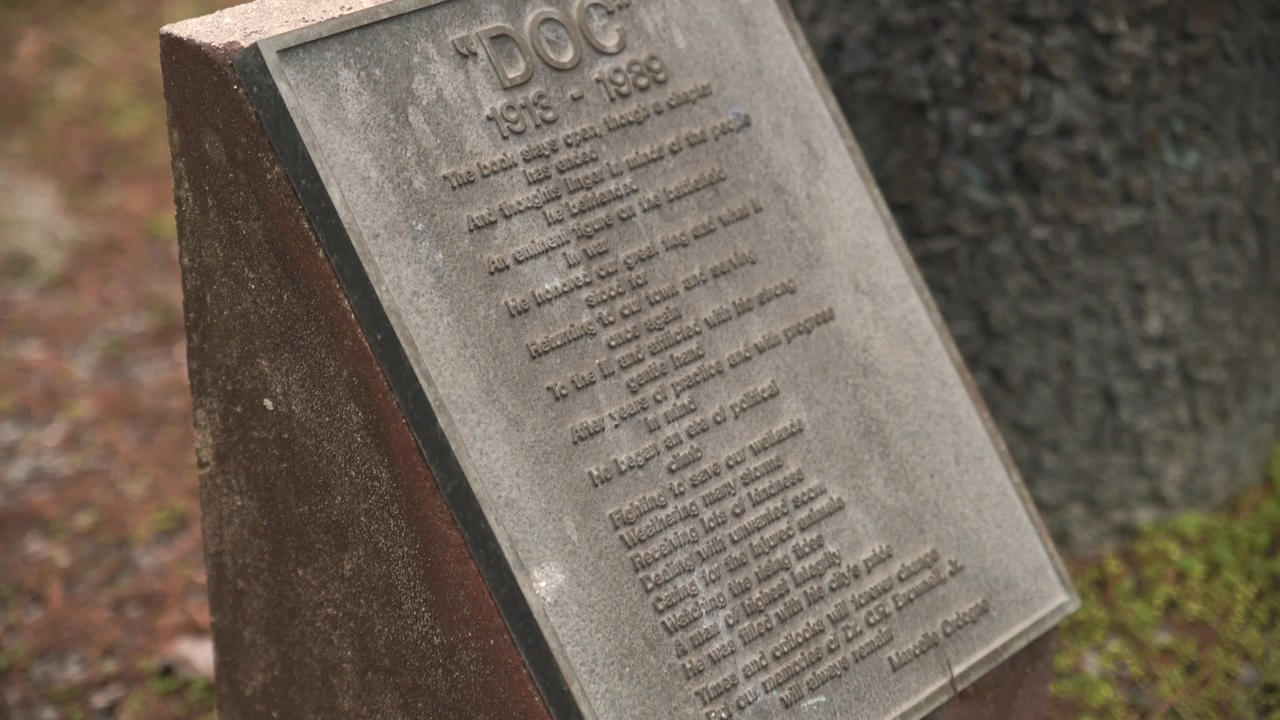 "DOC"
1913 - 1989
The book stays open, though a chapter
has ended
And thoughts linger in minds of the people
he befriended
An eminent figure on the battlefield
in war
He honored our great flag and what it
stood for
Returning to our town and serving
once again
To the ill and afflicted with his strong
gentle hand
After years of practice and with progress
in mind
He began an era of political
climb
Fighting to save our wetlands
Weathering many storms
Receiving lots of kindness
Dealing with unwanted scorn
Caring for the injured animals
Watching the rising tides
A man of highest integrity
He was filled with his city's pride
Times and outlooks will forever change
But our memories of Dr. C.R. Brownell, Jr.
will always remain
Marcelly